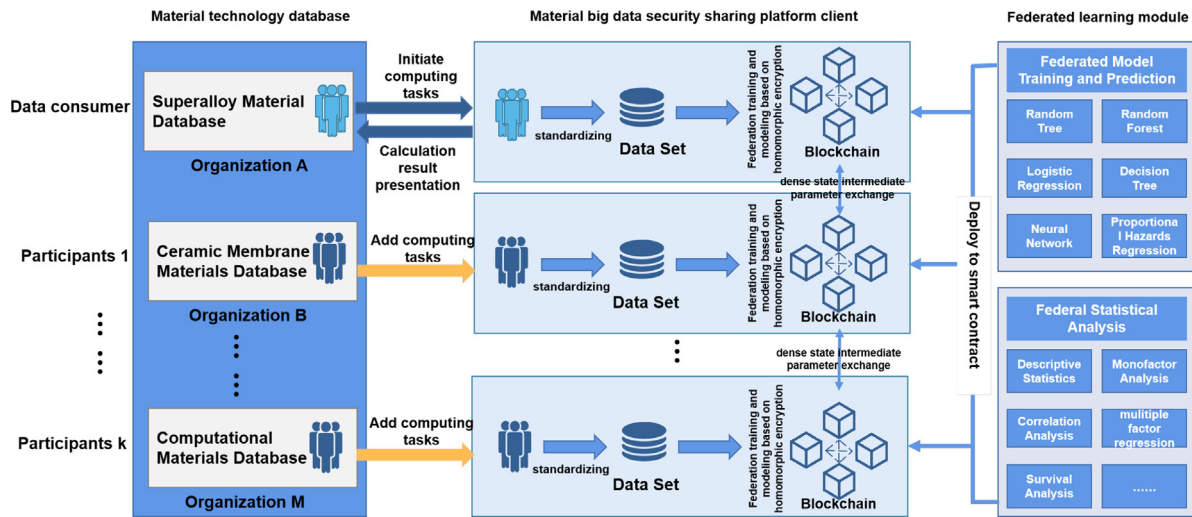 Material technology database
Material big data security sharing platform client
Federated learning module
Data consumer
Superalloy Material
Database
Organization A
Initiate
computing
tasks
Calculation
result
presentation
standardizing
Data Set
Federation training and
modeling based on
homomorphic encryption
Blockchain
dense state intermediate
parameter exchange
Participants 1
Ceramic Membrane
Materials Database
Organization B
Add computing
tasks
standardizing
Data Set
Federation training and
modeling based on
homomorphic encryption
Blockchain
dense state intermediate
parameter exchange
Participants k
Computational
Materials Database
Organization M
Add computing
tasks
standardizing
Data Set
Federation training and
modeling based on
homomorphic encryption
Blockchain
Deploy to smart contract
Federated Model
Training and Prediction
Random
Tree
Random
Forest
Logistic
Regression
Decision
Tree
Neural
Network
Proportiona
l Hazards
Regression
Federal Statistical
Analysis
Descriptive
Statistics
Monofactor
Analysis
Correlation
Analysis
mulitiple
factor
regression
Survival
Analysis
......